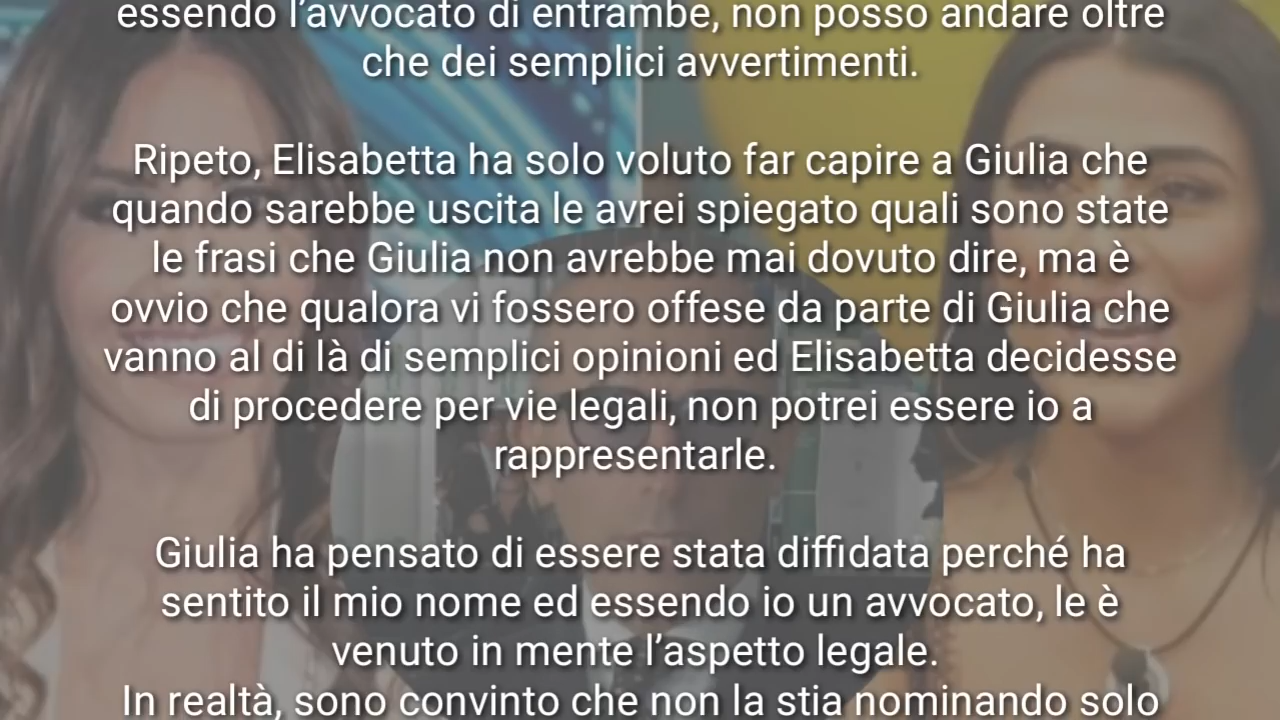 essendo l’avvocato di entrambe, non posso andare oltre
che dei semplici avvertimenti.
Ripeto, Elisabetta ha solo voluto far capire a Giulia che
quando sarebbe uscita le avrei spiegato quali sono state
le frasi che Giulia non avrebbe mai dovuto dire, ma è
ovvio che qualora vi fossero offese da parte di Giulia che
vanno al di là di semplici opinioni ed Elisabetta decidesse
di procedere per vie legali, non potrei essere io a
rappresentarle.
Giulia ha pensato di essere stata diffidata perché ha
sentito il mio nome ed essendo io un avvocato, le è
venuto in mente l’aspetto legale.
In realtà, sono convinto che non la stia nominando solo